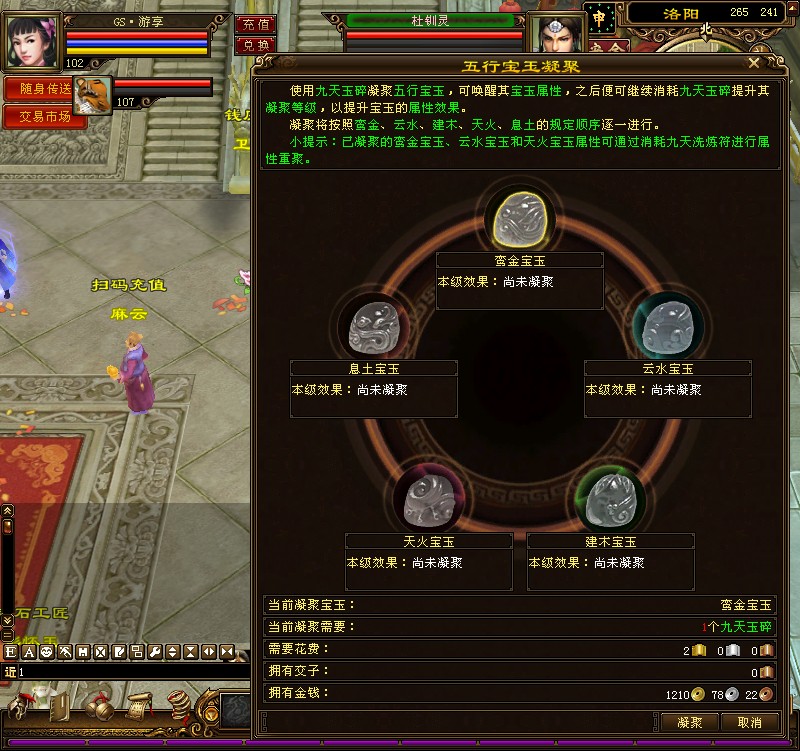 GS·游享
102
随身传送
交易市场
107
充值
兑换
杜钏灵
申
洛阳
265 241
北
五行宝玉凝聚
使用九天玉碎凝聚五行宝玉，可唤醒其宝玉属性，之后便可继续消耗九天玉碎提升其
凝聚等级，以提升宝玉的属性效果。
凝聚将按照鸾金、云水、建木、天火、息土的规定顺序逐一进行。
小提示：已凝聚的鸾金宝玉、云水宝玉和天火宝玉属性可通过消耗九天洗炼符进行属
性重聚。
扫码充值
麻云
鸾金宝玉
本级效果：尚未凝聚
息土宝玉
本级效果：尚未凝聚
云水宝玉
本级效果：尚未凝聚
天火宝玉
本级效果：尚未凝聚
建木宝玉
本级效果：尚未凝聚
石工匠
当前凝聚宝玉：
鸾金宝玉
当前凝聚需要：
1个九天玉碎
需要花费：
2 0 0
拥有交子：
0
拥有金钱：
1210 78 22
近1
凝聚
取消